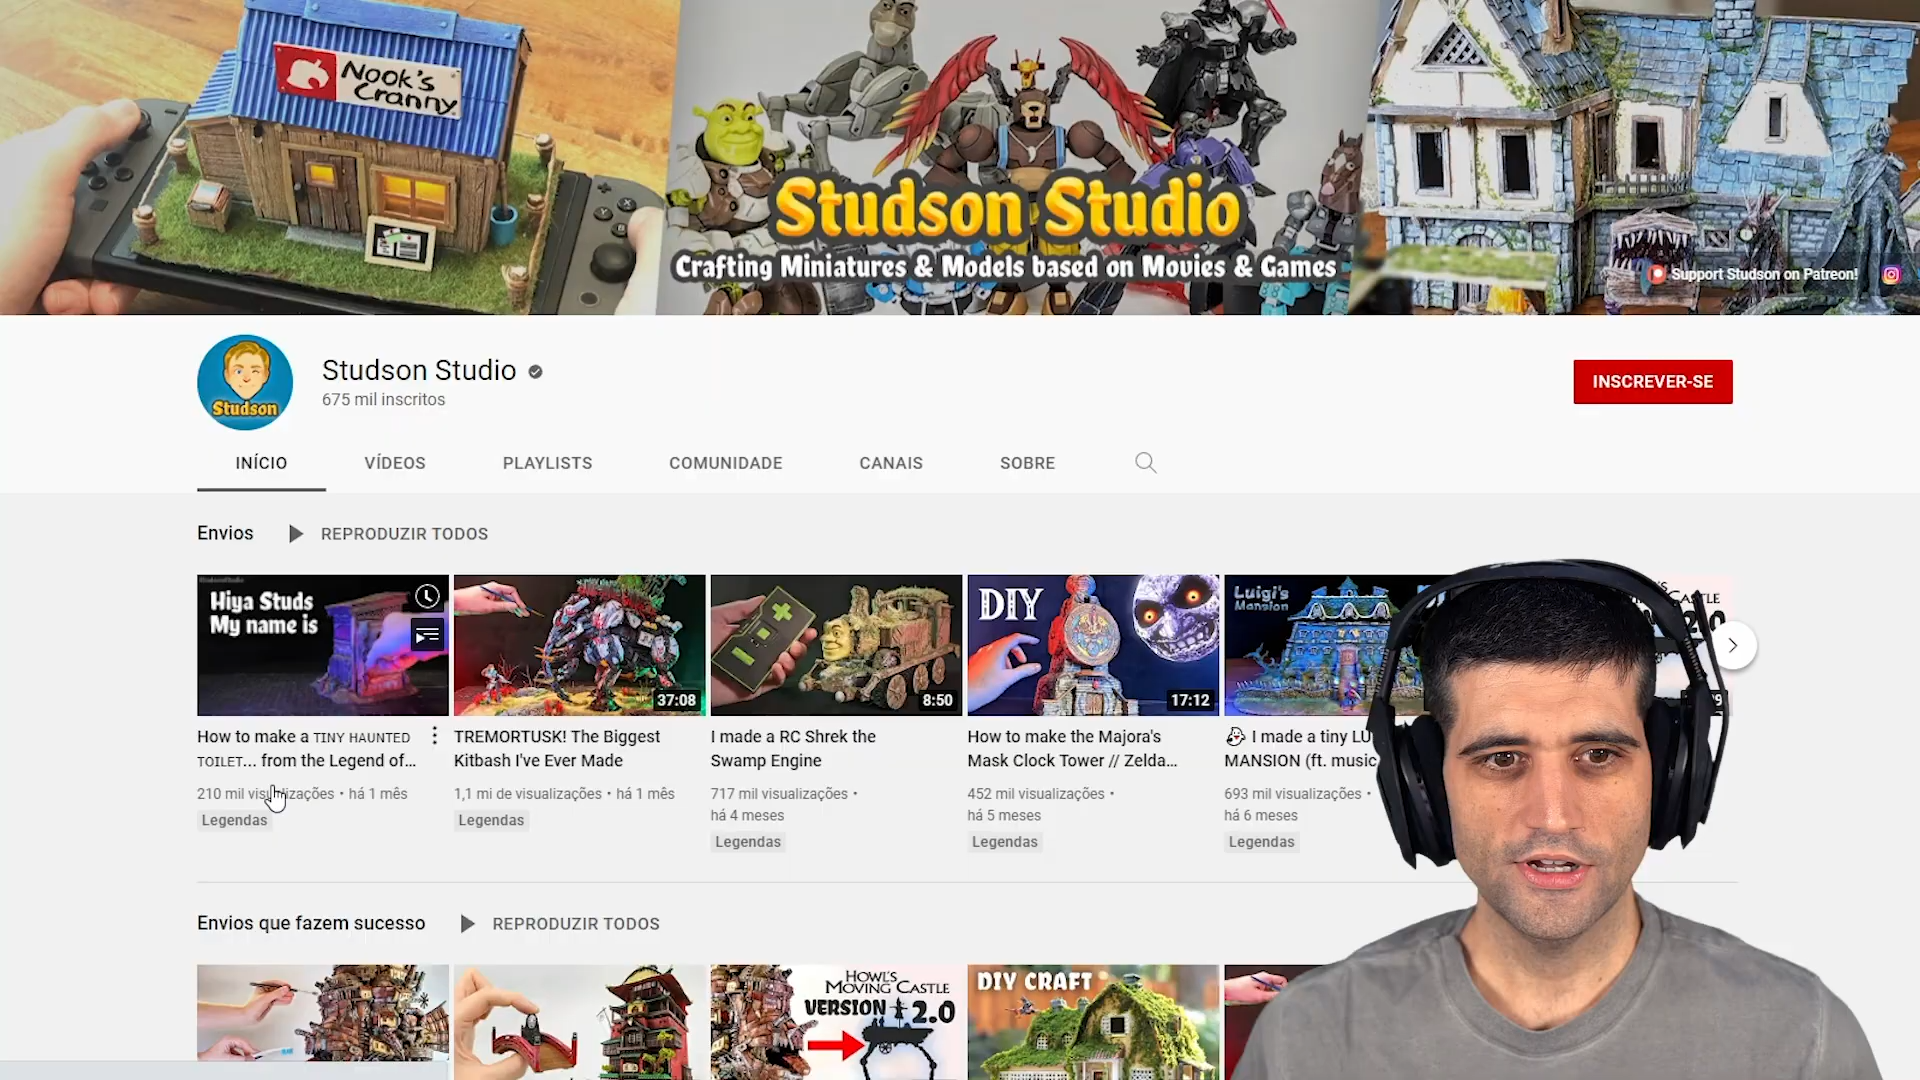 Nook's
Cranny
Studson Studio
Crafting Miniatures & Models based on Movies & Games
Support Studson on Patreon!
Studson
Studson Studio
675 mil inscritos
INSCREVER-SE
INÍCIO
VÍDEOS
PLAYLISTS
COMUNIDADE
CANAIS
SOBRE
Envios
REPRODUZIR TODOS
Hiya Studs
My name is
37:08
8:50
DIY
17:12
Luigi's
Mansion
How to make a TINY HAUNTED
TOILET... from the Legend of...
210 mil visualizações • há 1 mês
Legendas
TREMORTUSK! The Biggest
Kitbash I've Ever Made
1,1 mi de visualizações • há 1 mês
Legendas
I made a RC Shrek the
Swamp Engine
717 mil visualizações •
há 4 meses
Legendas
How to make the Majora's
Mask Clock Tower // Zelda...
452 mil visualizações •
há 5 meses
Legendas
I made a tiny LU
MANSION (ft. music
693 mil visualizações •
há 6 meses
Legendas
Envios que fazem sucesso
REPRODUZIR TODOS
HOWL'S
MOVING CASTLE
VERSION 2.0
DIY CRAFT